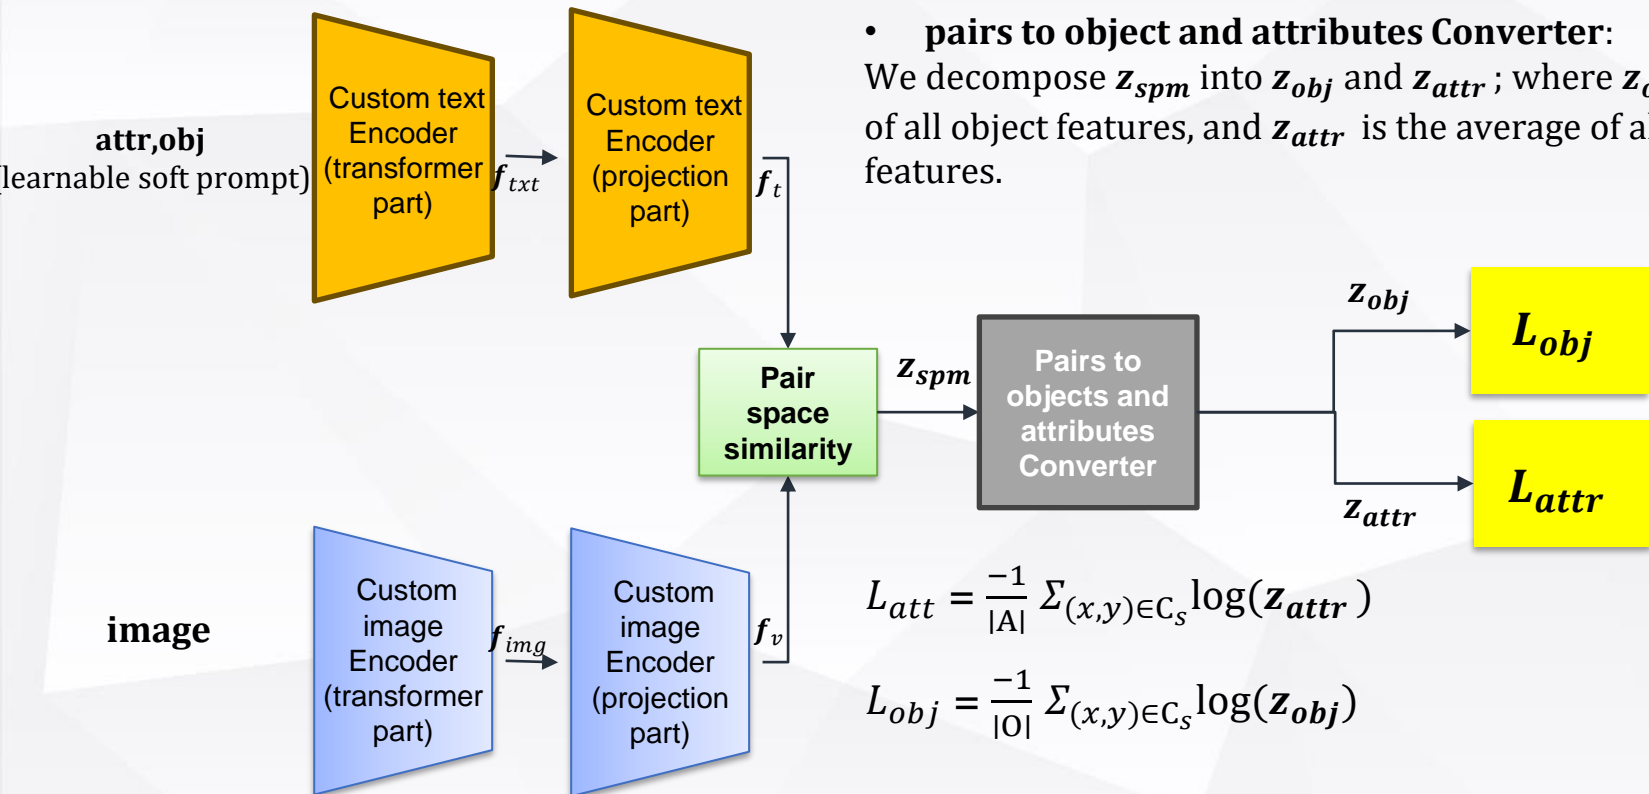 • pairs to object and attributes Converter:
We decompose z_spm into z_obj and z_attr ; where
of all object features, and z_attr is the average of
features.
attr,obj
(learnable soft prompt)
Custom text
Encoder
(transformer
part)
f_txt
Custom text
Encoder
(projection
part)
f_t
Pair
space
similarity
z_spm
Pairs to
objects and
attributes
Converter
z_obj
L_obj
z_attr
L_attr
image
Custom
image
Encoder
(transformer
part)
f_img
Custom
image
Encoder
(projection
part)
f_v
L_att = −1/|A| Σ_(x,y)∈C_s log(z_attr )
L_obj = −1/|O| Σ_(x,y)∈C_s log(z_obj)